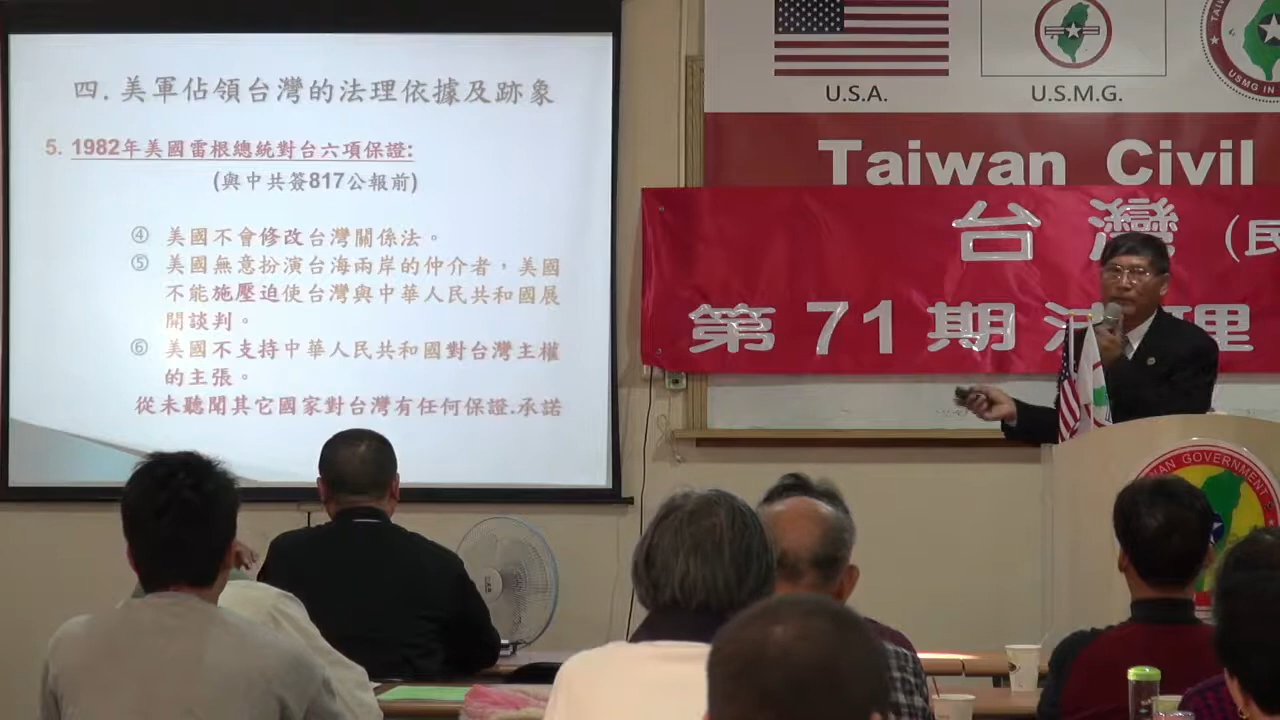 四. 美軍佔領台灣的法理依據及跡象
5. 1982年美國雷根總統對台六項保證:
(與中共簽817公報前)
④ 美國不會修改台灣關係法。
⑤ 美國無意扮演台海兩岸的仲介者，美國
不能施壓迫使台灣與中華人民共和國展
開談判。
⑥ 美國不支持中華人民共和國對台灣主權
的主張。
從未聽聞其它國家對台灣有任何保證.承諾
U.S.A.
U.S.M.G.
USMG IN
Taiwan Civil
台灣（民
第71期法理
GOVERNMENT